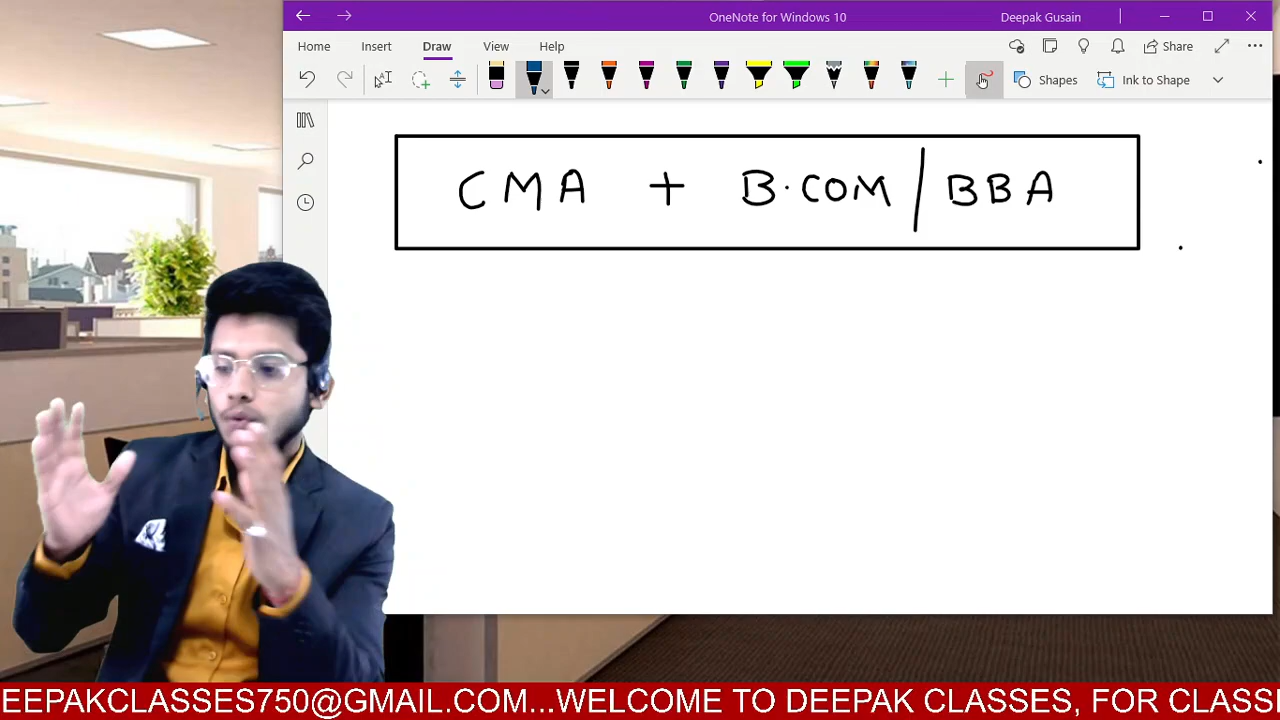 OneNote for Windows 10
Deepak Gusain
Home Insert Draw View Help
Share
Shapes
Ink to Shape
CMA + B.COM / BBA
EEPAKCLASSES750@GMAIL.COM...WELCOME TO DEEPAK CLASSES, FOR CLASS